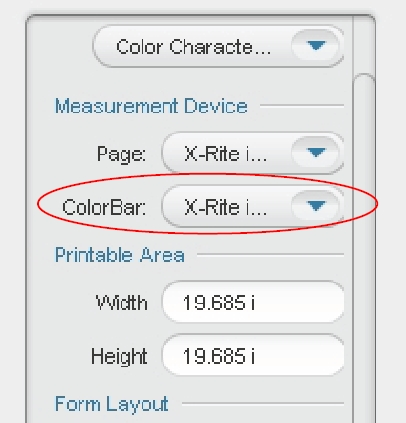 Color Characte...
Measurement Device
Page: X-Rite i...
ColorBar: X-Rite i...
Printable Area
Width 19.685 i
Height 19.685 i
Form Layout